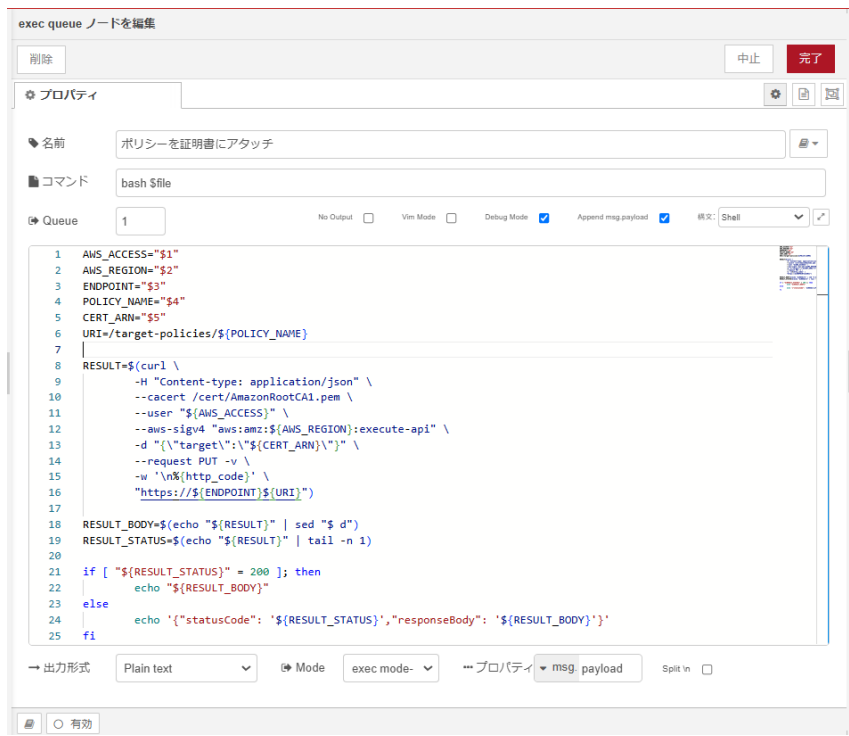 exec queue ノードを編集
削除
中止
完了
プロパティ
名前
ポリシーを証明書にアタッチ
コマンド
bash $file
Queue
1
No Output
Vim Mode
Debug Mode
Append msg.payload
構文:
Shell
1 AWS_ACCESS="$1"
2 AWS_REGION="$2"
3 ENDPOINT="$3"
4 POLICY_NAME="$4"
5 CERT_ARN="$5"
6 URI=/target-policies/${POLICY_NAME}
7
8 RESULT=$(curl \
9 -H "Content-type: application/json" \
10 --cacert /cert/AmazonRootCA1.pem \
11 --user "${AWS_ACCESS}" \
12 --aws-sigv4 "aws:amz:${AWS_REGION}:execute-api" \
13 -d "{\"target\":\"${CERT_ARN}\"}" \
14 --request PUT -v \
15 -w '\n%{http_code}' \
16 "https://${ENDPOINT}${URI}")
17
18 RESULT_BODY=$(echo "${RESULT}" | sed "$ d")
19 RESULT_STATUS=$(echo "${RESULT}" | tail -n 1)
20
21 if [ "${RESULT_STATUS}" = 200 ]; then
22 echo "${RESULT_BODY}"
23 else
24 echo '{"statusCode": '${RESULT_STATUS}',"responseBody": '${RESULT_BODY}'}'
25 fi
出力形式
Plain text
Mode
exec mode-
プロパティ
msg. payload
Split \n
有効